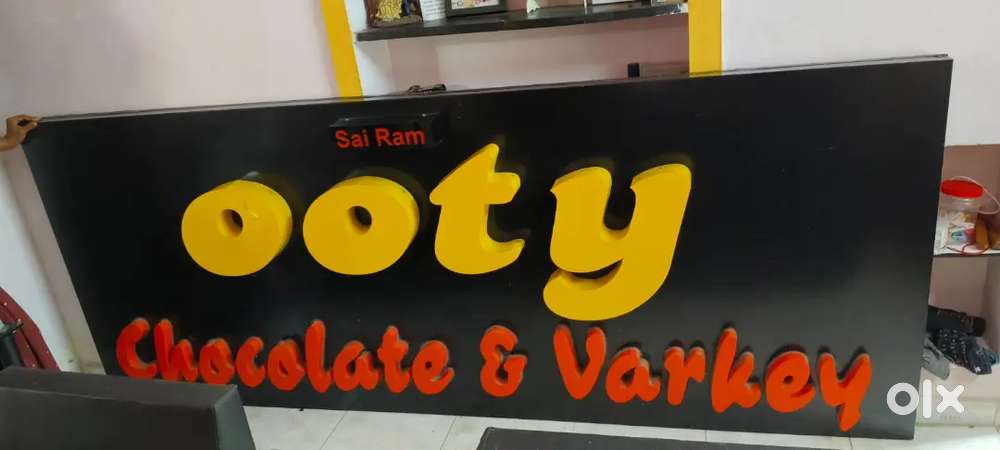 Sai Ram
ooty
Chocolate & Varkey
olx